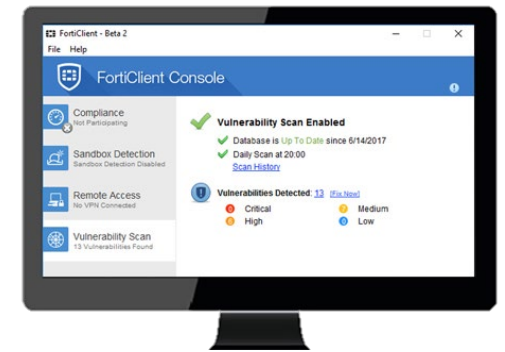 FortiClient - Beta 2
File Help
FortiClient Console
Compliance
Not Participating
Sandbox Detection
Sandbox Detection Disabled
Remote Access
No VPN Connected
Vulnerability Scan
13 Vulnerabilities Found
Vulnerability Scan Enabled
Database is Up To Date since 6/14/2017
Daily Scan at 20:00
Scan History
Vulnerabilities Detected: 13 [Fix Now]
Critical
Medium
High
Low